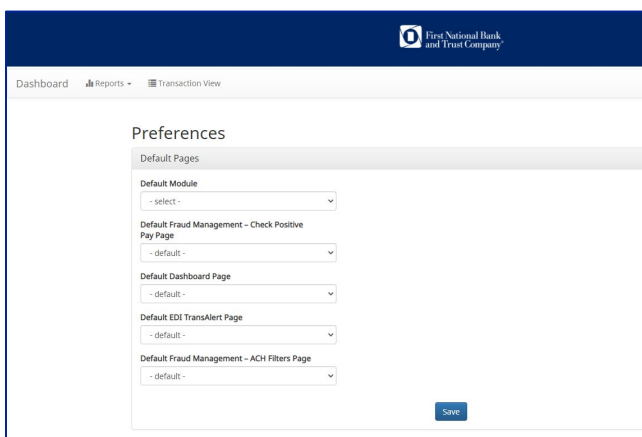 First National Bank
and Trust Company®
Dashboard Reports Transaction View
Preferences
Default Pages
Default Module
- select -
Default Fraud Management – Check Positive
Pay Page
- default -
Default Dashboard Page
- default -
Default EDI TransAlert Page
- default -
Default Fraud Management – ACH Filters Page
- default -
Save